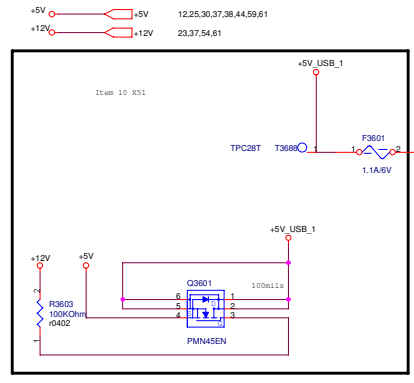 +5V +5V 12,25,30,37,38,44,59,61
+12V +12V 23,37,54,61
+5V_USB_1
Item 10 X51
F3601
TPC28T T3688 1 1 2
1.1A/6V
+5V_USB_1
+12V +5V
Q3601 100mils
2 6 1
R3603 5 D 2
100KOhm 4 S G 3
r0402
1 PMN45EN